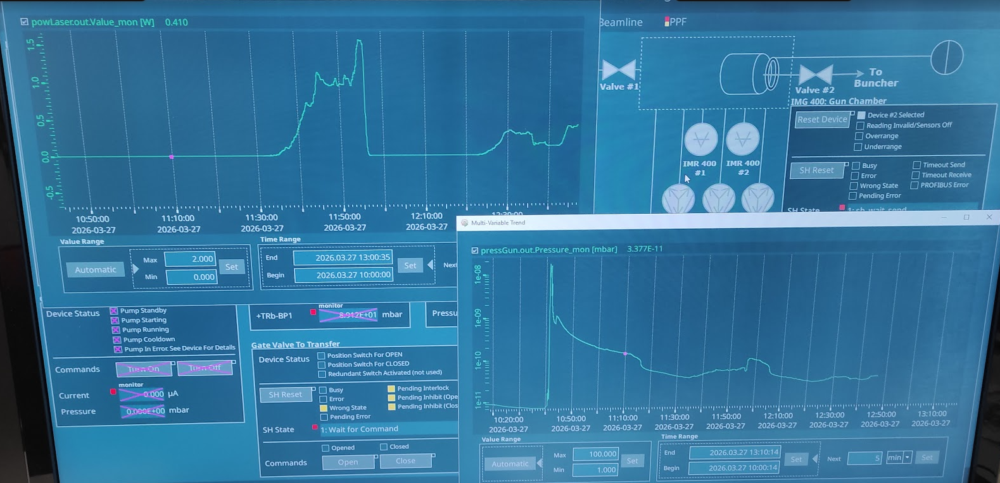 powLaser.out.Value_mon [W] 0.410
1.5
1.0
0.5
0.0
-0.5
10:50:00 11:10:00 11:30:00 11:50:00 12:10:00 12:30:00
2026-03-27 2026-03-27 2026-03-27 2026-03-27 2026-03-27
Value Range
Automatic
Max 2.000
Min 0.000
Set
Time Range
End 2026.03.27 13:00:35
Begin 2026.03.27 10:00:00
Set
Next
Device Status
Pump Standby
Pump Starting
Pump Running
Pump Cooldown
Pump In Error. See Device For Details
Commands Turn On Turn Off
monitor
Current 0.000 μA
Pressure 0.000E+00 mbar
monitor
+TRb-BP1 8.912E+01 mbar
Pressu
Gate Valve To Transfer
Device Status
Position Switch For OPEN
Position Switch For CLOSED
Redundant Switch Activated (not used)
SH Reset
Busy
Error
Wrong State
Pending Error
Pending Interlock
Pending Inhibit (Ope
Pending Inhibit (Clos
SH State 1: Wait for Command
Opened Closed
Commands Open Close
Beamline PPF
Valve #1
Valve #2
To
Buncher
IMR 400
#1
IMR 400
#2
IMG 400: Gun Chamber
Reset Device
Device #2 Selected
Reading Invalid/Sensors Off
Overrange
Underrange
SH Reset
Busy
Error
Wrong State
Pending Error
Timeout Send
Timeout Receive
PROFIBUS Error
SH State 1: sh_wait_send
Multi-Variable Trend
pressGun.out.Pressure_mon [mbar] 3.377E-11
1e-08
1e-09
1e-10
1e-11
10:20:00 10:50:00 11:10:00 11:30:00 11:50:00 12:10:00 12:30:00 12:50:00 13:10:00
2026-03-27 2026-03-27 2026-03-27 2026-03-27 2026-03-27 2026-03-27 2026-03-27 2026-03-27 2026-03-27
Value Range
Automatic
Max 100.000
Min 1.000
Set
Time Range
End 2026.03.27 13:10:14
Begin 2026.03.27 10:00:14
Set
Next 5 min Set